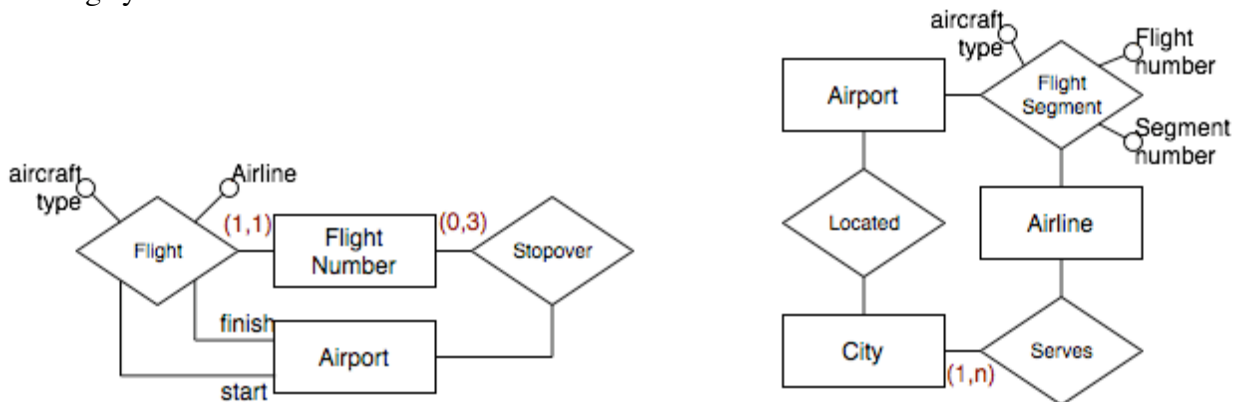 aircraft
type
Airline
Flight
(1,1)
Flight
Number
(0,3)
Stopover
finish
Airport
start
aircraft
type
Flight
number
Airport
Flight
Segment
Segment
number
Located
Airline
City
(1,n)
Serves